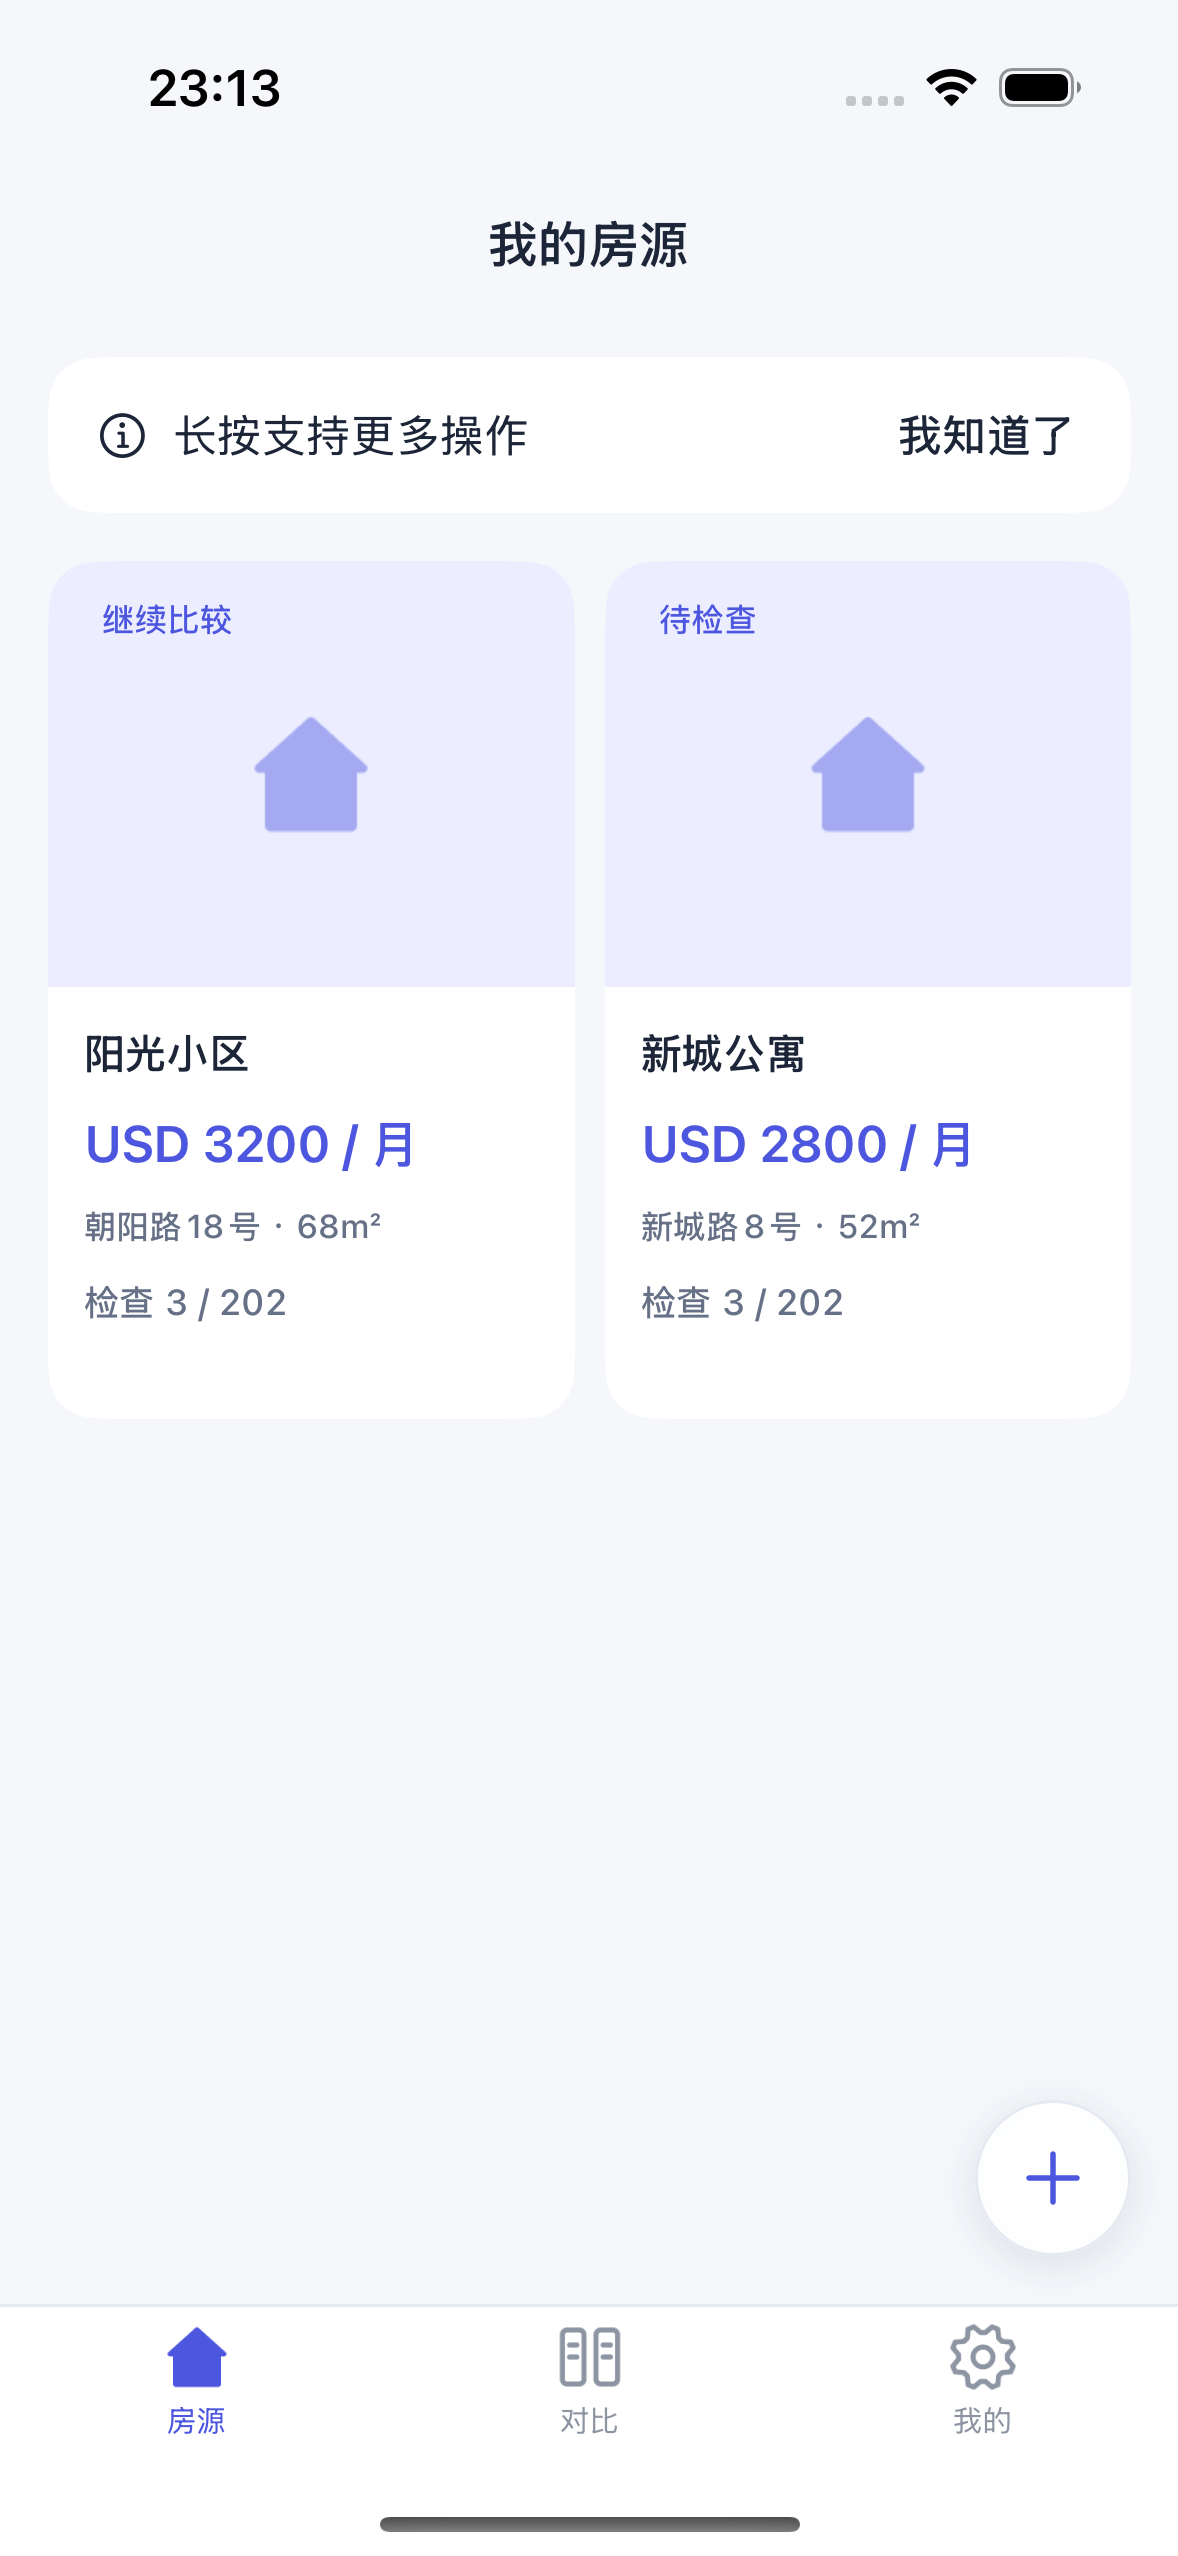 23:13
我的房源
长按支持更多操作 我知道了
继续比较
待检查
阳光小区
USD 3200 / 月
朝阳路18号 · 68m²
检查 3 / 202
新城公寓
USD 2800 / 月
新城路8号 · 52m²
检查 3 / 202
房源 对比 我的